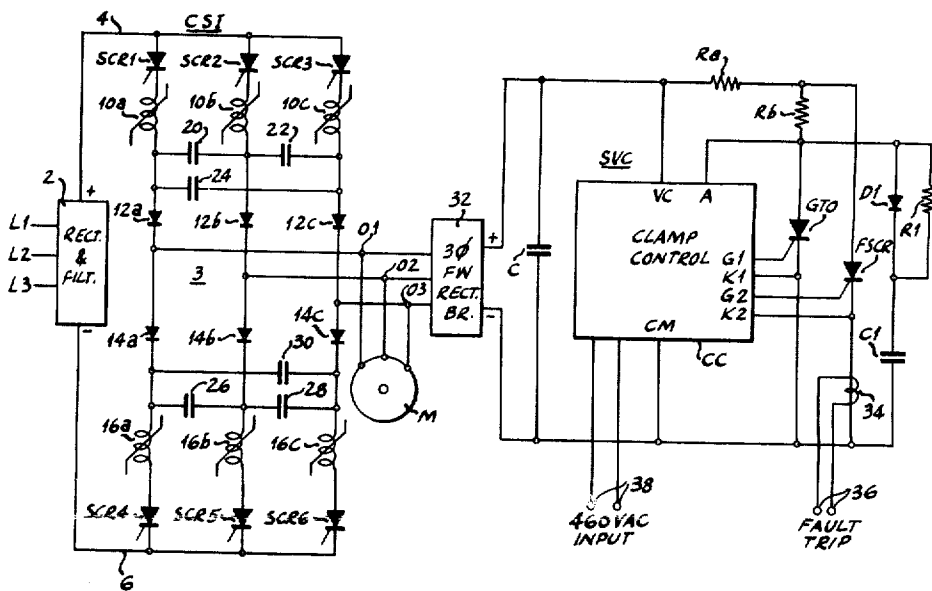 4
CSI
SCR1
SCR2
SCR3
10a
10b
10c
20
22
24
2
+
L1
L2
L3
RECT.
&
FILT.
-
12a
12b
12c
3
O1
O2
O3
14a
14b
14c
30
26
28
16a
16b
16c
SCR4
SCR5
SCR6
6
M
32
3Ø
FW
RECT.
BR.
+
-
C
SVC
Ra
Rb
VC A
CLAMP
CONTROL
G1
K1
G2
K2
CM
CC
GTO
D1
R1
FSCR
C1
34
38
460VAC
INPUT
36
FAULT
TRIP